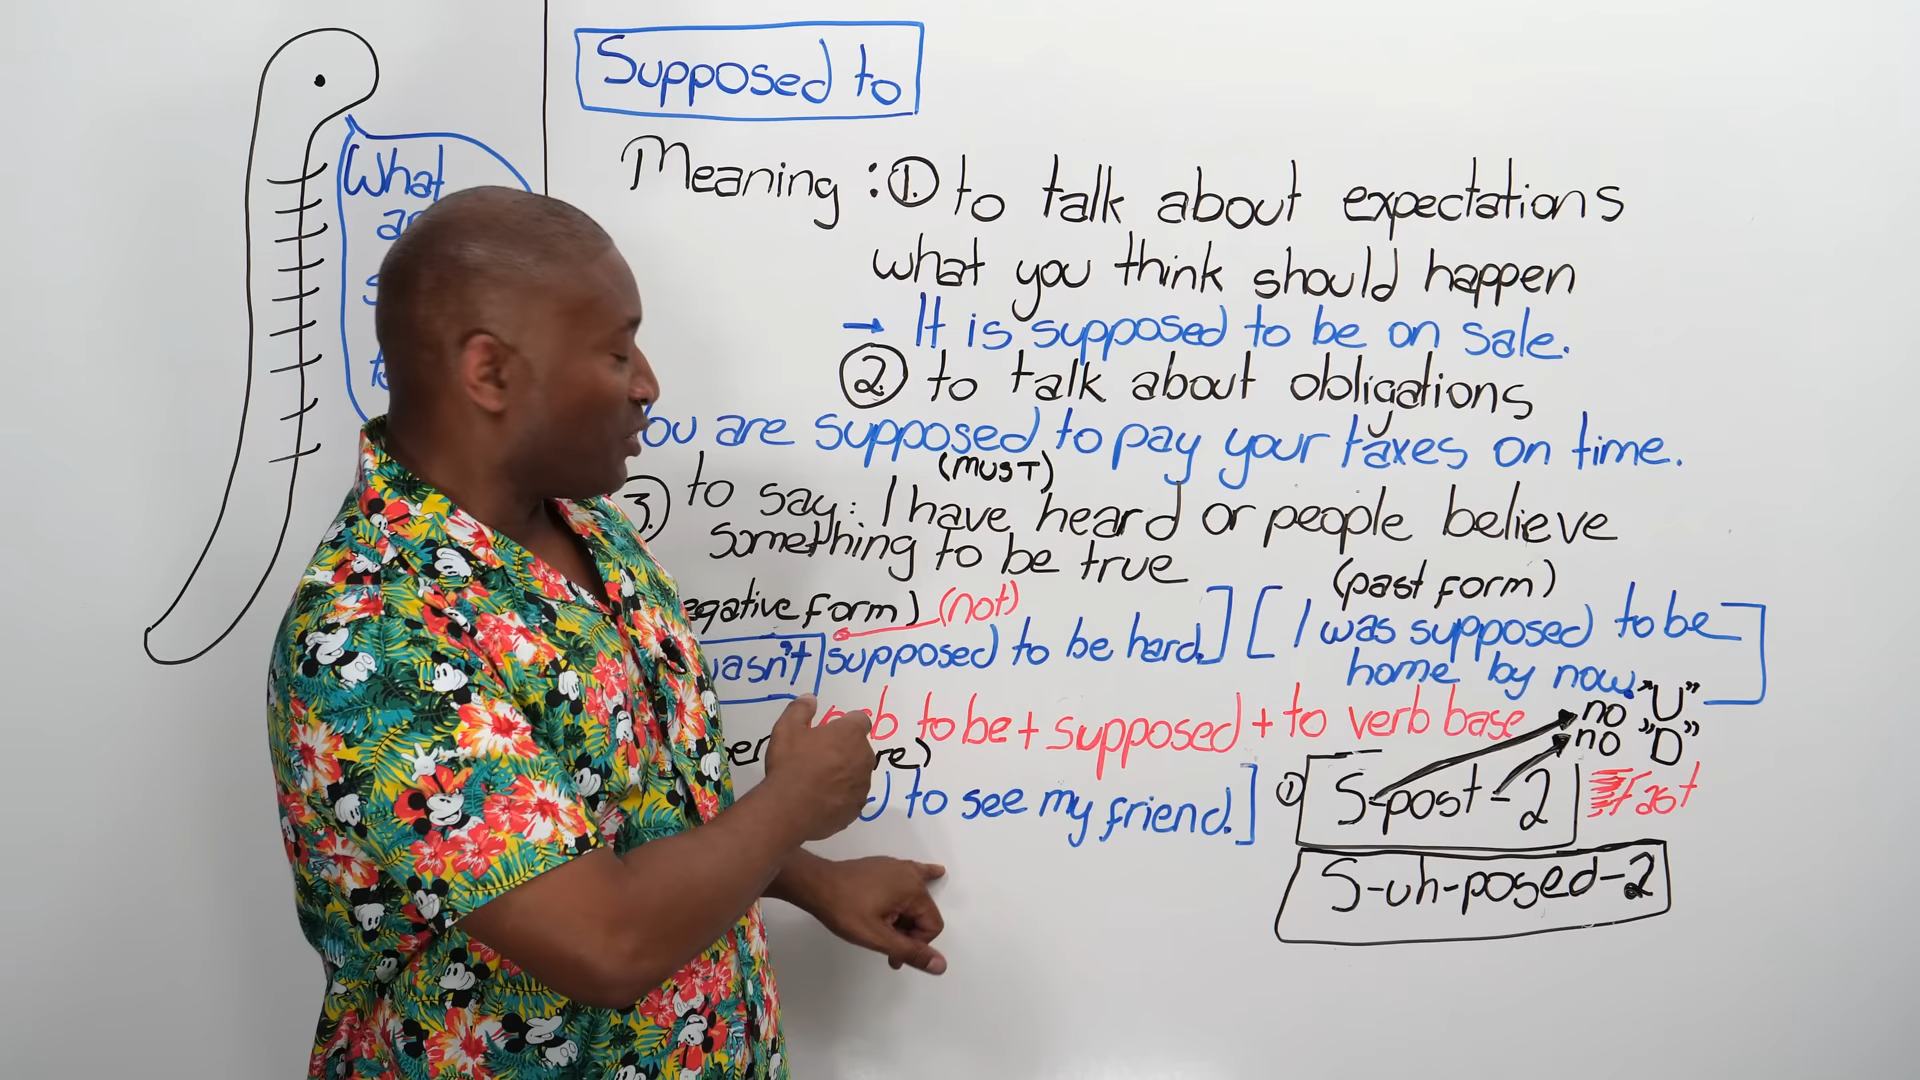 Supposed to
What
Meaning : 1. to talk about expectations
what you think should happen
→ It is supposed to be on sale.
2. to talk about obligations
ou are supposed to pay your taxes on time.
(MUST)
3. to say: I have heard or people believe
something to be true
egative form) (not)
wasn't supposed to be hard.] [I was supposed to be
(past form)
home by now.]
verb to be + supposed + to verb base
no "U"
no "D"
re)
to see my friend.]
1 S-post-2 Fast
S-uh-posed-2